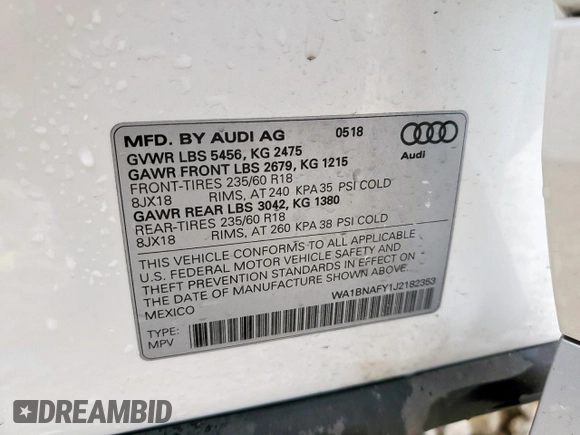 MFD. BY AUDI AG 0518
GVWR LBS 5456, KG 2475
GAWR FRONT LBS 2679, KG 1215
FRONT-TIRES 235/60 R18
8JX18 RIMS, AT 240 KPA 35 PSI COLD
GAWR REAR LBS 3042, KG 1380
REAR-TIRES 235/60 R18
8JX18 RIMS, AT 260 KPA 38 PSI COLD
Audi
THIS VEHICLE CONFORMS TO ALL APPLICABLE
U.S. FEDERAL MOTOR VEHICLE SAFETY AND
THEFT PREVENTION STANDARDS IN EFFECT ON
THE DATE OF MANUFACTURE SHOWN ABOVE.
MEXICO
WA1BNAFY1J2182353
TYPE:
MPV
DREAMBID